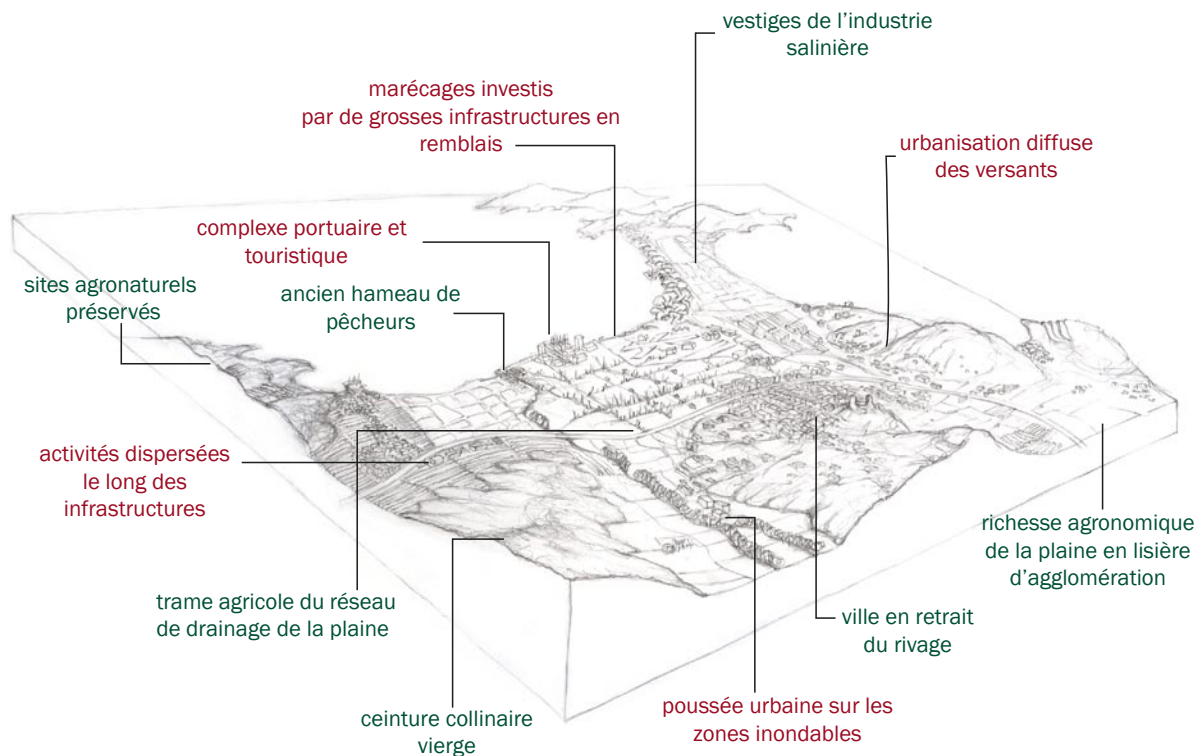 vestiges de l’industrie
salinière
marécages investis
par de grosses infrastructures en
remblais
urbanisation diffuse
des versants
complexe portuaire et
touristique
sites agronaturels
préservés
ancien hameau de
pêcheurs
activités dispersées
le long des
infrastructures
richesse agronomique
de la plaine en lisière
d’agglomération
trame agricole du réseau
de drainage de la plaine
ville en retrait
du rivage
ceinture collinaire
vierge
poussée urbaine sur les
zones inondables